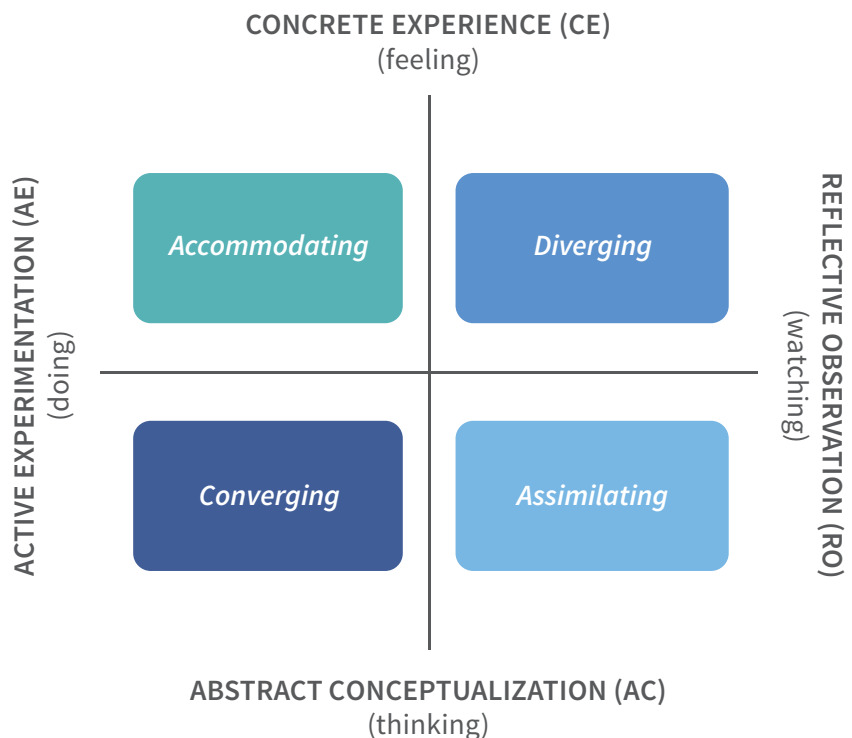 CONCRETE EXPERIENCE (CE)
(feeling)
ACTIVE EXPERIMENTATION (AE)
(doing)
Accommodating
Diverging
REFLECTIVE OBSERVATION (RO)
(watching)
Converging
Assimilating
ABSTRACT CONCEPTUALIZATION (AC)
(thinking)